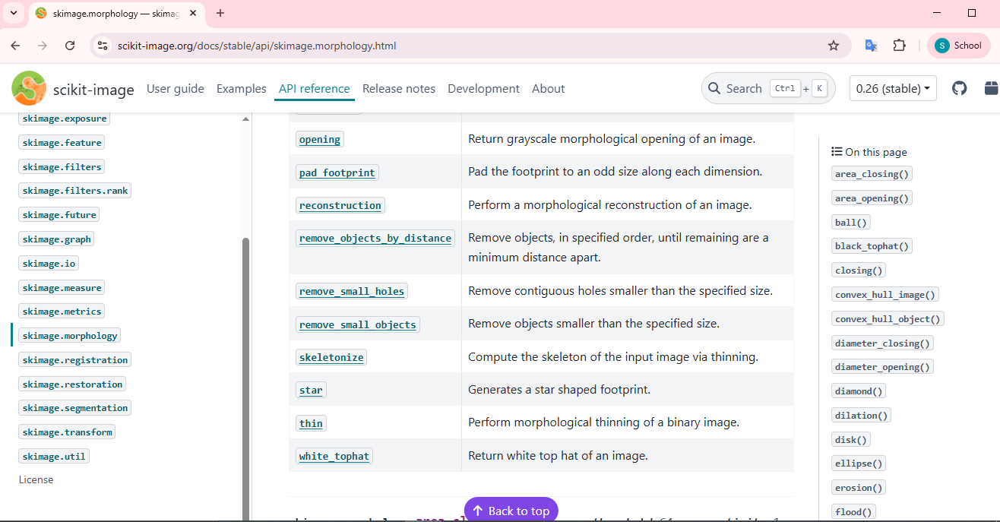 skimage.morphology — skimag
scikit-image.org/docs/stable/api/skimage.morphology.html
S School
scikit-image
User guide
Examples
API reference
Release notes
Development
About
Search Ctrl + K
0.26 (stable)
skimage.exposure
skimage.feature
skimage.filters
skimage.filters.rank
skimage.future
skimage.graph
skimage.io
skimage.measure
skimage.metrics
skimage.morphology
skimage.registration
skimage.restoration
skimage.segmentation
skimage.transform
skimage.util
License
opening Return grayscale morphological opening of an image.
pad_footprint Pad the footprint to an odd size along each dimension.
reconstruction Perform a morphological reconstruction of an image.
remove_objects_by_distance Remove objects, in specified order, until remaining are a
minimum distance apart.
remove_small_holes Remove contiguous holes smaller than the specified size.
remove_small_objects Remove objects smaller than the specified size.
skeletonize Compute the skeleton of the input image via thinning.
star Generates a star shaped footprint.
thin Perform morphological thinning of a binary image.
white_tophat Return white top hat of an image.
Back to top
On this page
area_closing()
area_opening()
ball()
black_tophat()
closing()
convex_hull_image()
convex_hull_object()
diameter_closing()
diameter_opening()
diamond()
dilation()
disk()
ellipse()
erosion()
flood()